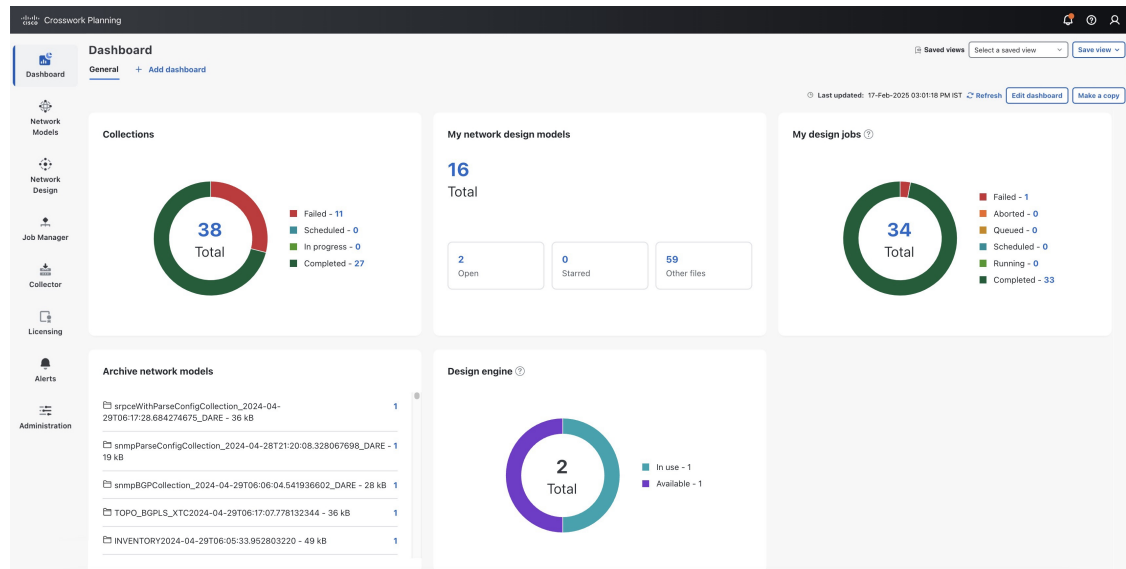 cisco Crosswork Planning
Dashboard
Saved views
Select a saved view
Save view
General
+ Add dashboard
Last updated: 17-Feb-2025 03:01:18 PM IST
Refresh
Edit dashboard
Make a copy
Dashboard
Network
Models
Network
Design
Job Manager
Collector
Licensing
Alerts
Administration
Collections
38
Total
Failed - 11
Scheduled - 0
In progress - 0
Completed - 27
My network design models
16
Total
2
Open
0
Starred
59
Other files
My design jobs
34
Total
Failed - 1
Aborted - 0
Queued - 0
Scheduled - 0
Running - 0
Completed - 33
Archive network models
srpceWithParseConfigCollection_2024-04-
29T06:17:28.684274675_DARE - 36 kB
1
snmpParseConfigCollection_2024-04-28T21:20:08.328067698_DARE -
19 kB
1
snmpBGPCollection_2024-04-29T06:06:04.541936602_DARE - 28 kB
1
TOPO_BGPLS_XTC2024-04-29T06:17:07.778132344 - 36 kB
1
INVENTORY2024-04-29T06:05:33.952803220 - 49 kB
1
Design engine
2
Total
In use - 1
Available - 1